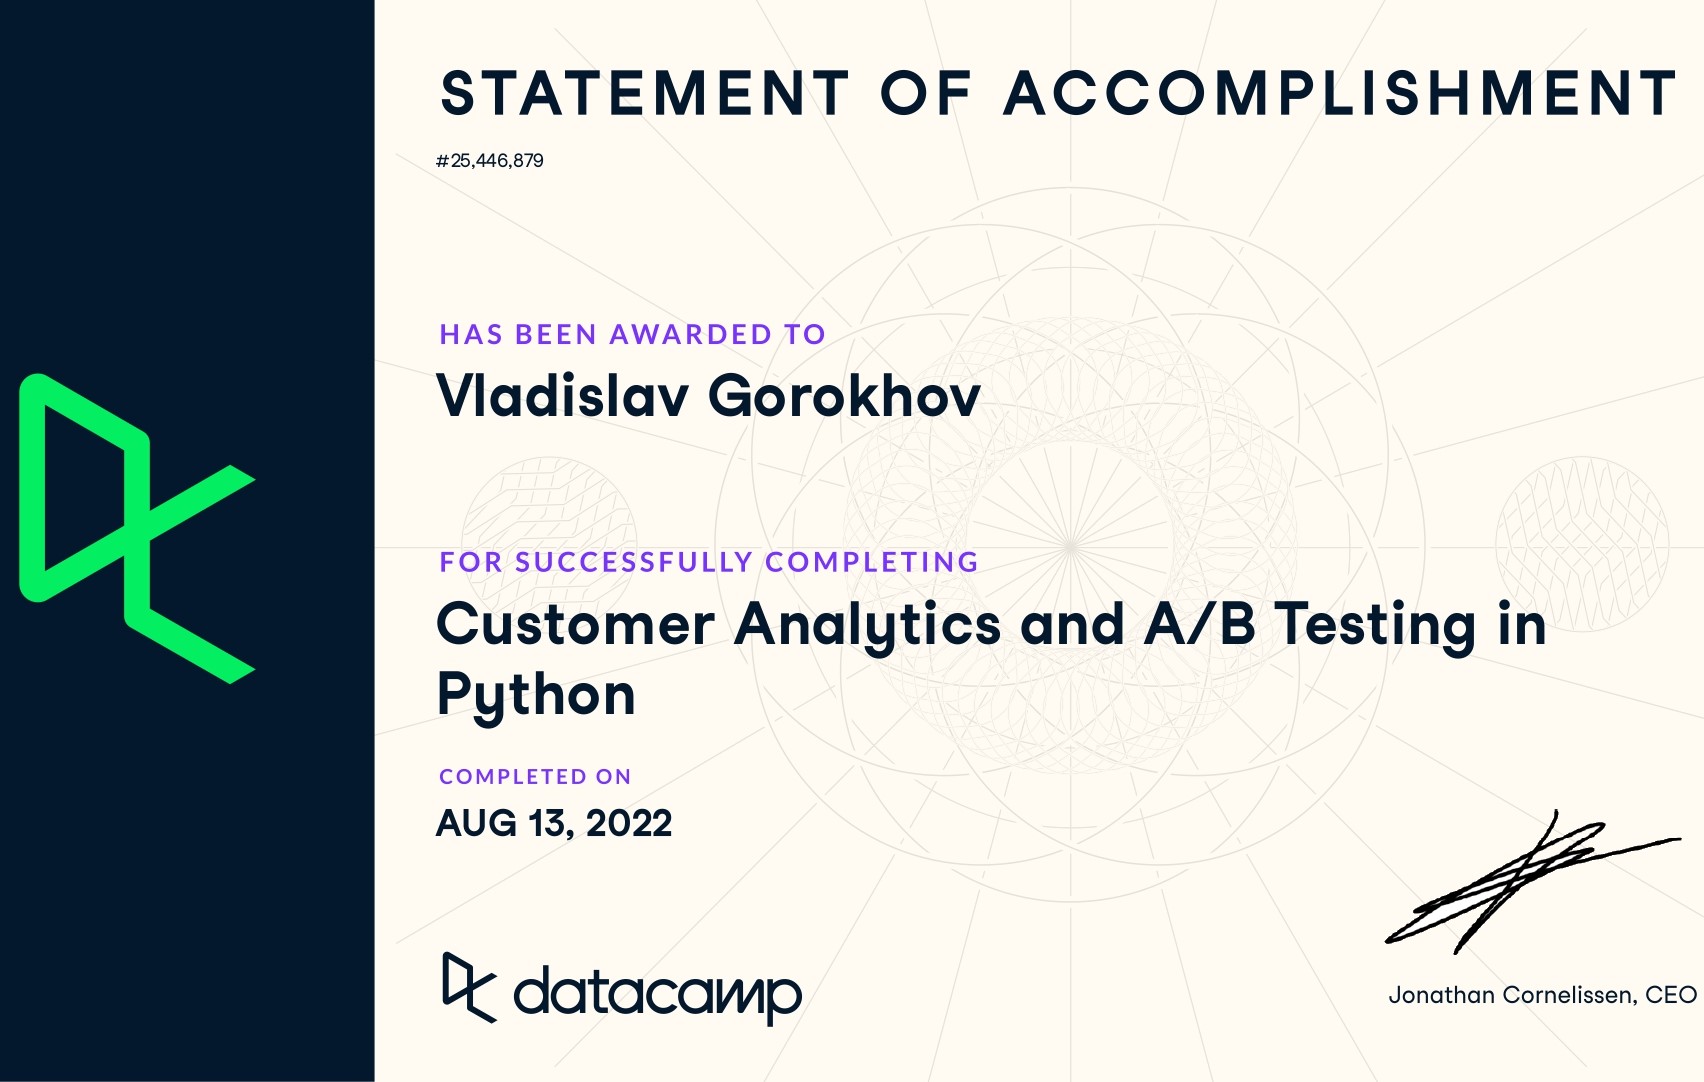 STATEMENT OF ACCOMPLISHMENT
#25,446,879
HAS BEEN AWARDED TO
Vladislav Gorokhov
FOR SUCCESSFULLY COMPLETING
Customer Analytics and A/B Testing in
Python
COMPLETED ON
AUG 13, 2022
datacamp
Jonathan Cornelissen, CEO